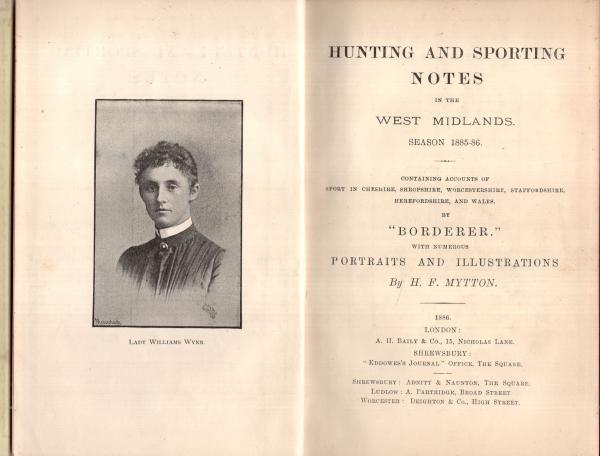 LADY WILLIAMS WYNN.
HUNTING AND SPORTING
NOTES
IN THE
WEST MIDLANDS.
SEASON 1885-86.
CONTAINING ACCOUNTS OF
SPORT IN CHESHIRE, SHROPSHIRE, WORCESTERSHIRE, STAFFORDSHIRE,
HEREFORDSHIRE, AND WALES.
BY
"BORDERER."
WITH NUMEROUS
PORTRAITS AND ILLUSTRATIONS
By H. F. MYTTON.
1886.
LONDON:
A. H. BAILY & CO., 15, NICHOLAS LANE.
SHREWSBURY:
"EDDOWES'S JOURNAL" OFFICE, THE SQUARE.
SHREWSBURY: ADNITT & NAUNTON, THE SQUARE.
LUDLOW: A. PARTRIDGE, BROAD STREET
WORCESTER: DEIGHTON & CO., HIGH STREET.